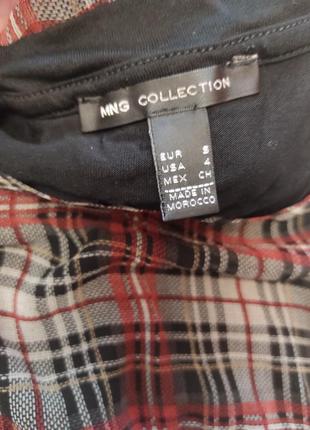 MNG COLLECTION
EUR S
USA 4
MEX CH
MADE IN
MOROCCO